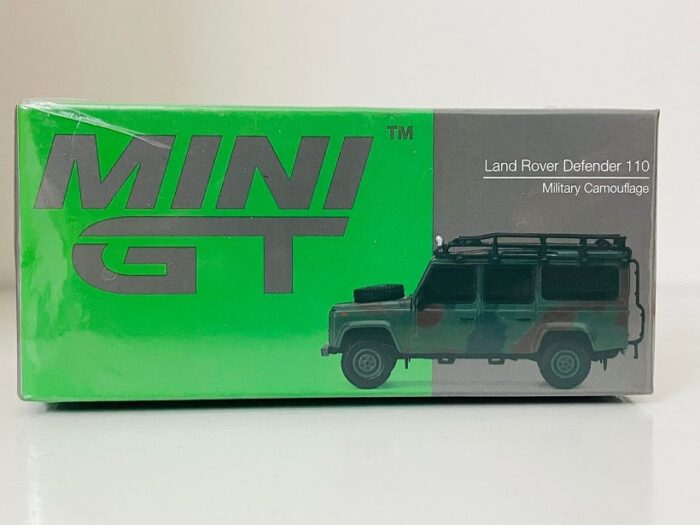 MINI
GT
TM
Land Rover Defender 110
Military Camouflage